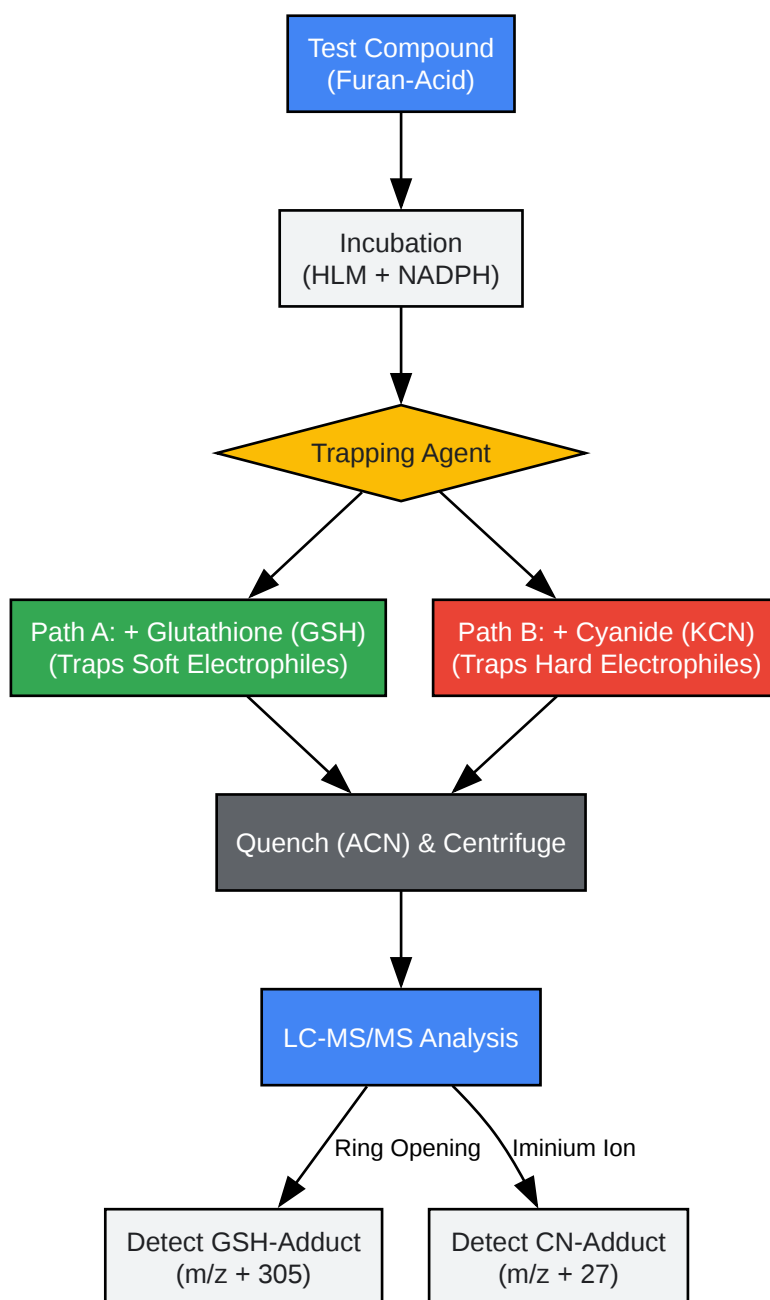 Test Compound
(Furan-Acid)
Incubation
(HLM + NADPH)
Trapping Agent
Path A: + Glutathione (GSH)
(Traps Soft Electrophiles)
Path B: + Cyanide (KCN)
(Traps Hard Electrophiles)
Quench (ACN) & Centrifuge
LC-MS/MS Analysis
Ring Opening
Iminium Ion
Detect GSH-Adduct
(m/z + 305)
Detect CN-Adduct
(m/z + 27)